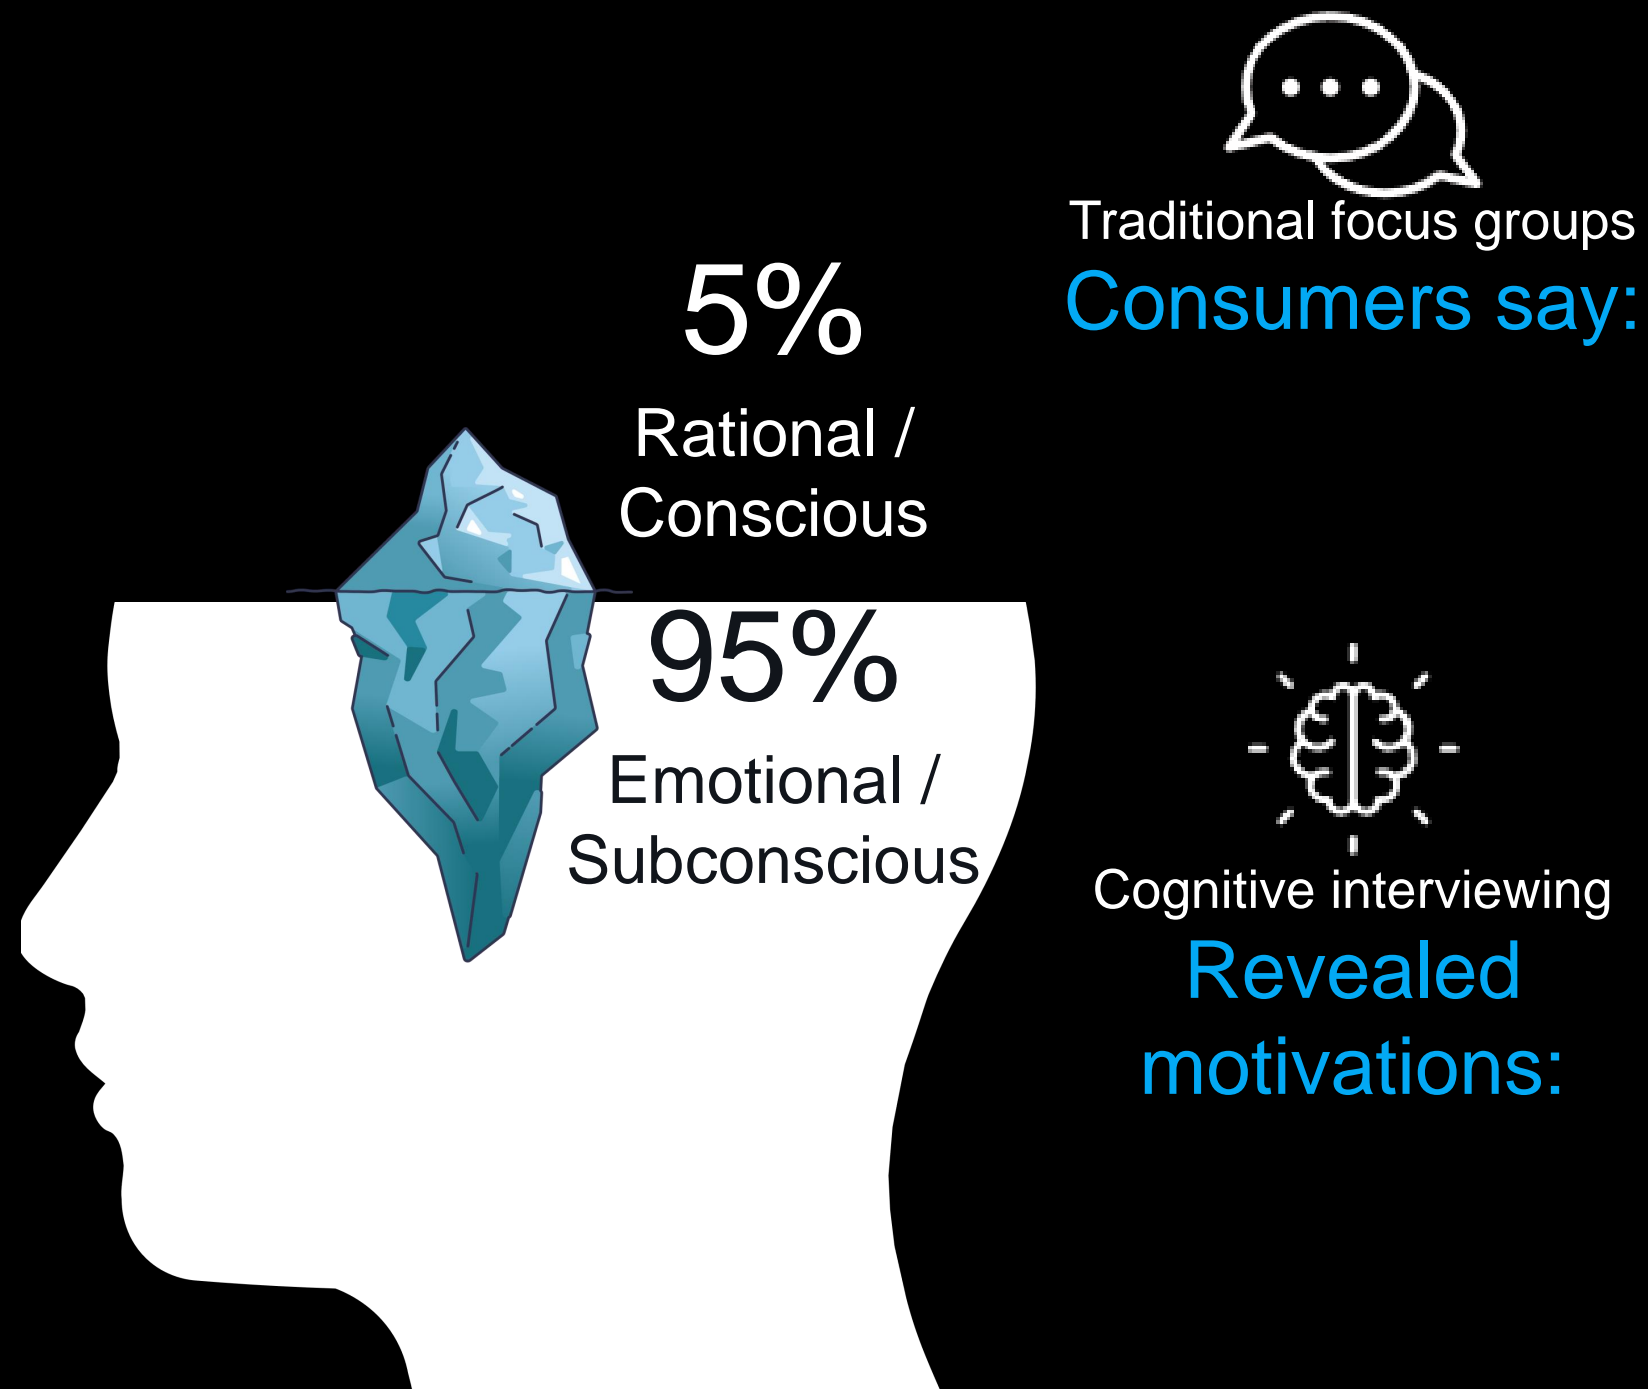 Traditional focus groups
Consumers say:
5%
Rational /
Conscious
95%
Emotional /
Subconscious
Cognitive interviewing
Revealed
motivations: